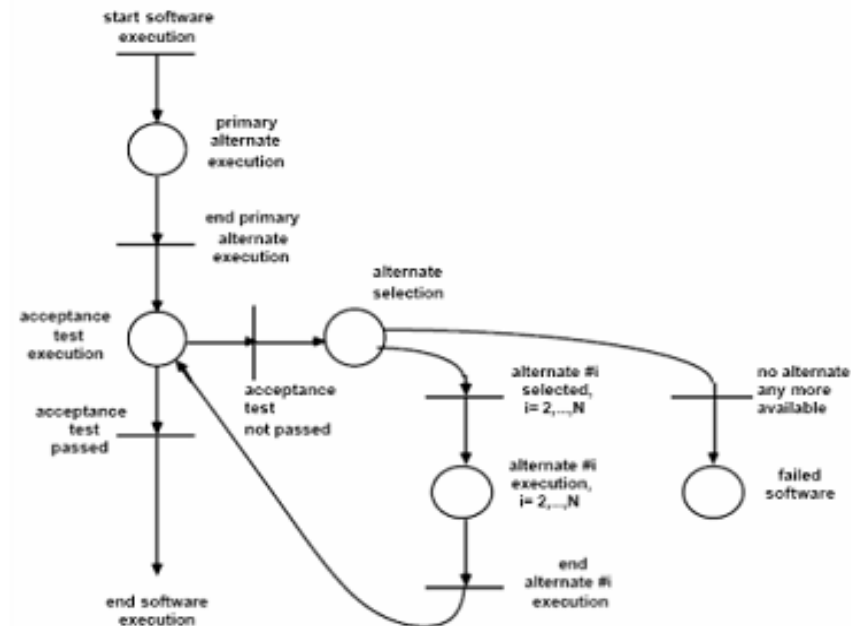 start software
execution
primary
alternate
execution
end primary
alternate
execution
alternate
selection
acceptance
test
execution
acceptance
test
not passed
alternate #i
selected,
i= 2,...,N
no alternate
any more
available
acceptance
test
passed
alternate #i
execution,
i= 2,...,N
failed
software
end
alternate #i
execution
end software
execution